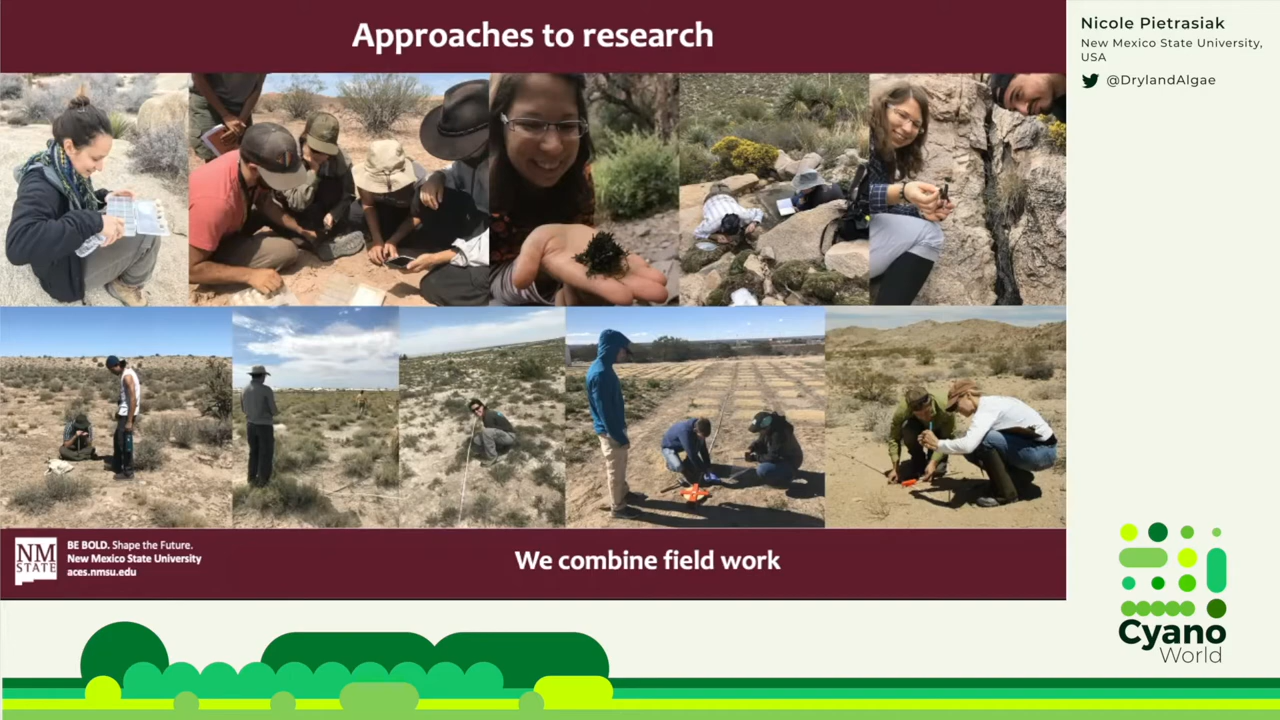 Approaches to research
Nicole Pietrasiak
New Mexico State University,
USA
@DrylandAlgae
NM
STATE
BE BOLD. Shape the Future.
New Mexico State University
aces.nmsu.edu
We combine field work
Cyano
World